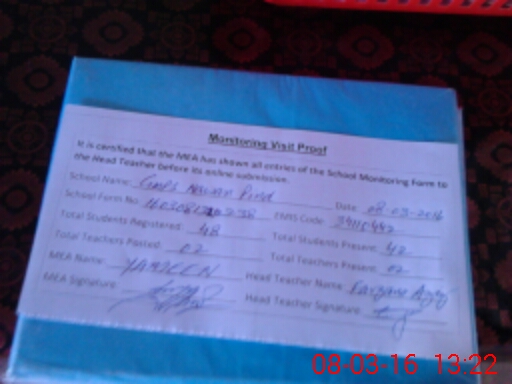 Monitoring Visit Proof
It is certified that the MEA has shown all entries of the School Monitoring Form to
the Head Teacher before its online submission.
School Name: Pind Date: 08-03-2016
School Form No. EMIS Code:
Total Students Registered: 48 Total Students Present: 42
Total Teachers Posted: 02 Total Teachers Present: 02
MEA Name: YAMEEN Head Teacher Name: Farzana
MEA Signature: Head Teacher Signature:
08-03-16 13:22